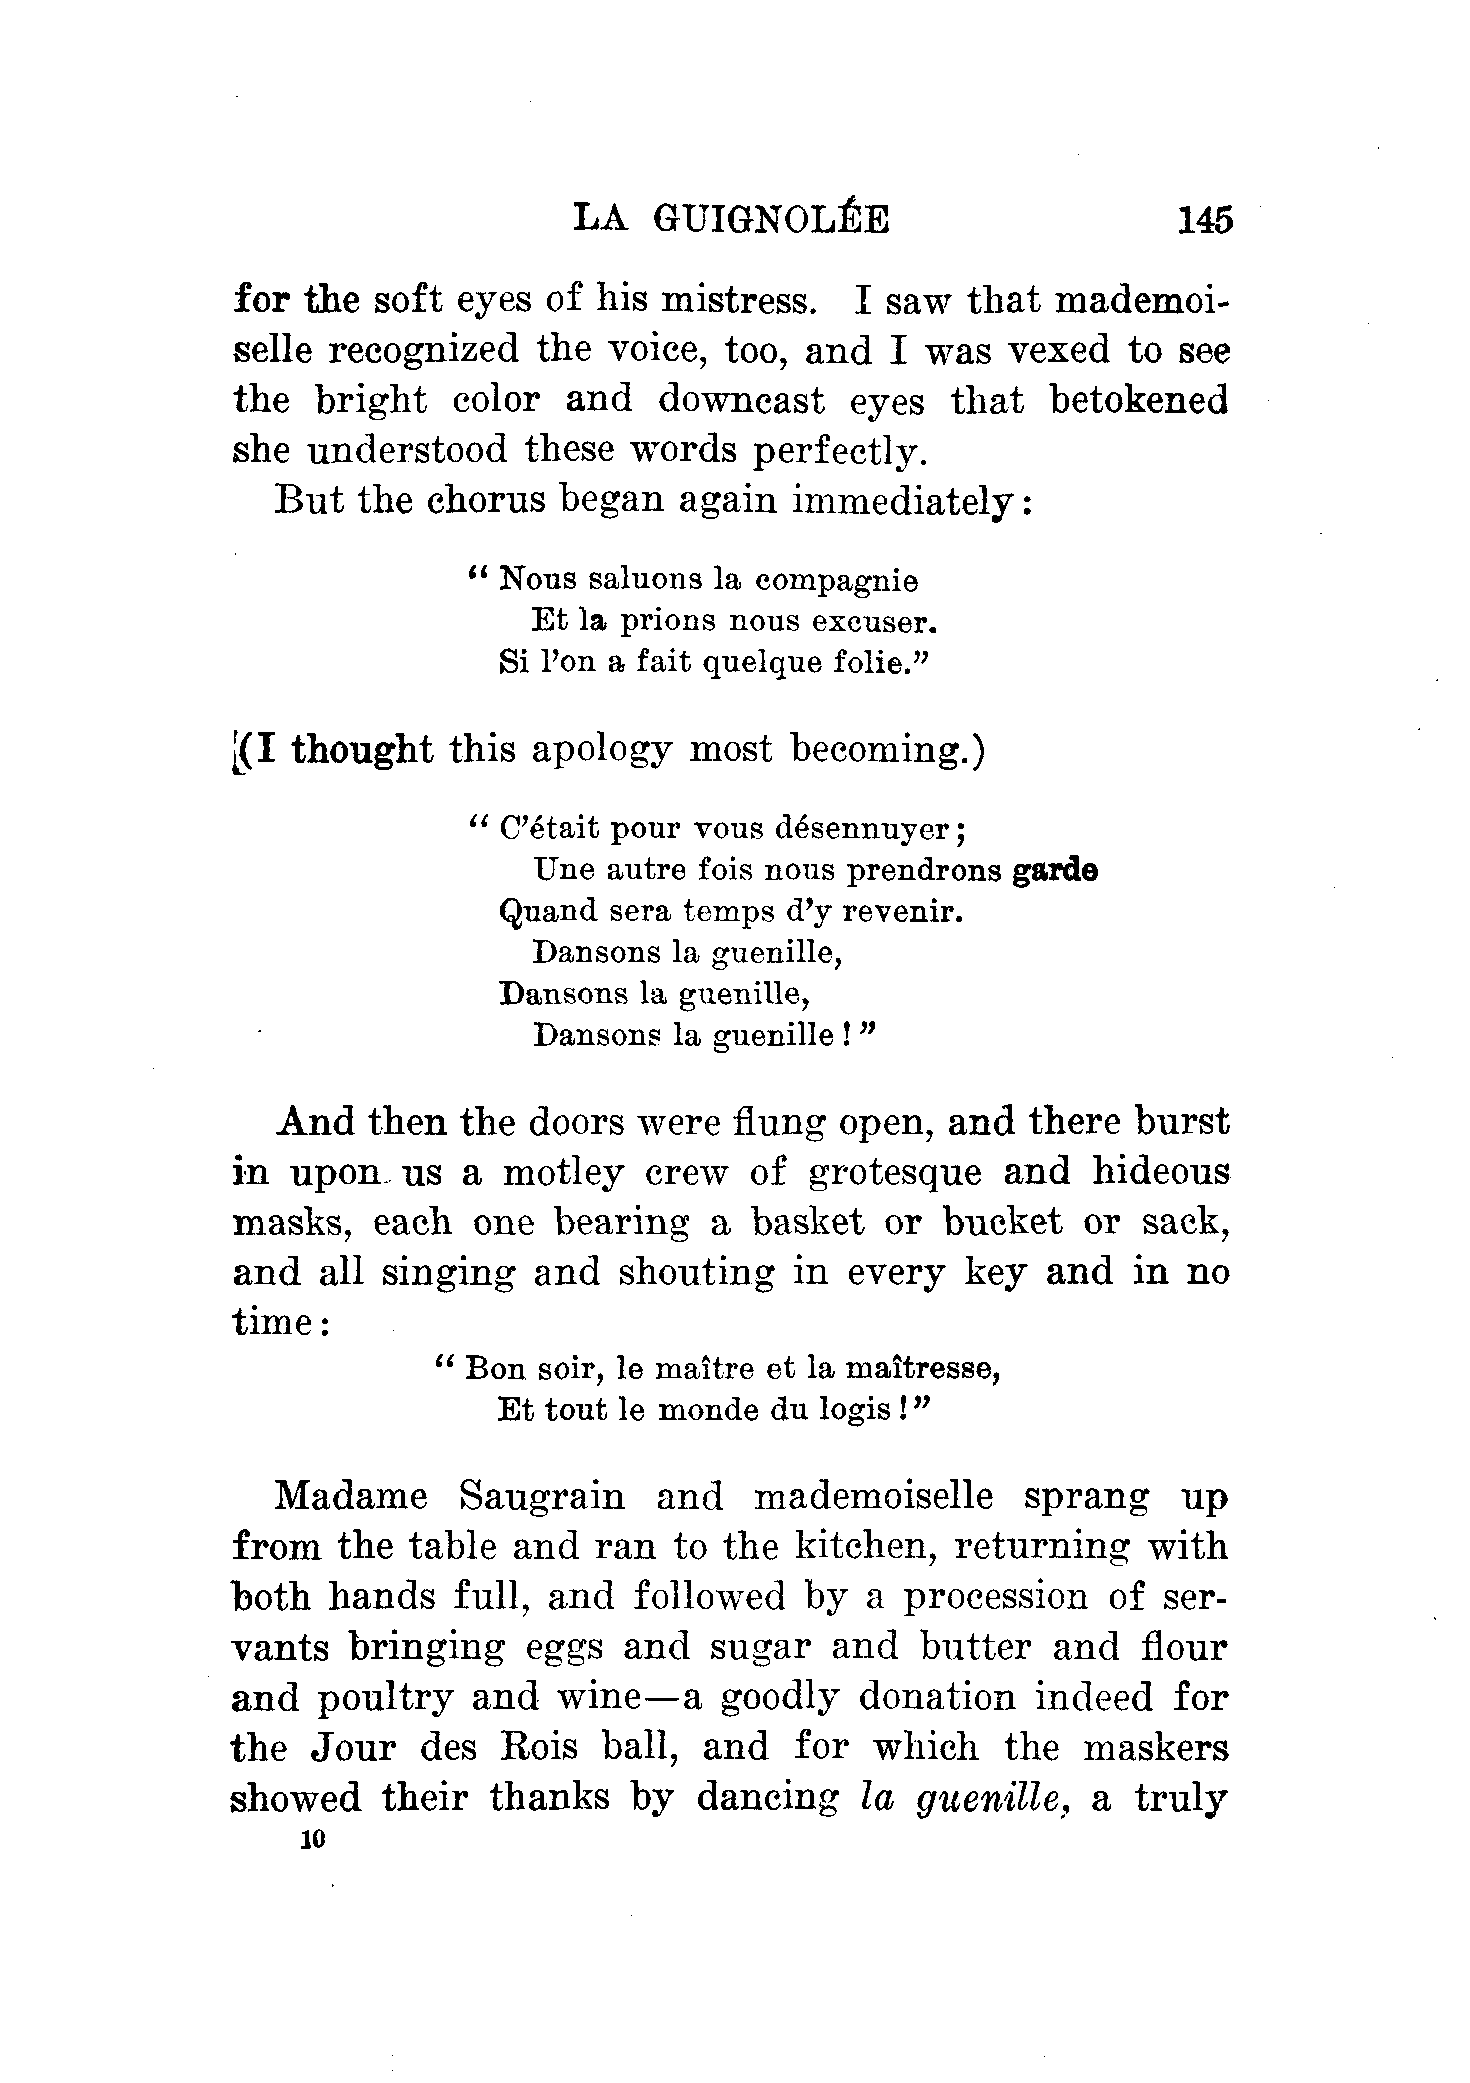 LA GUIGNOLÉE 145
for the soft eyes of his mistress. I saw that mademoi-
selle recognized the voice, too, and I was vexed to see
the bright color and downcast eyes that betokened
she understood these words perfectly.
But the chorus began again immediately:
“ Nous saluons la compagnie
Et la prions nous excuser.
Si l’on a fait quelque folie.”
[(I thought this apology most becoming.)
“ C’était pour vous désennuyer;
Une autre fois nous prendrons garde
Quand sera temps d’y revenir.
Dansons la guenille,
Dansons la guenille,
Dansons la guenille!”
And then the doors were flung open, and there burst
in upon us a motley crew of grotesque and hideous
masks, each one bearing a basket or bucket or sack,
and all singing and shouting in every key and in no
time:
“ Bon soir, le maître et la maîtresse,
Et tout le monde du logis!”
Madame Saugrain and mademoiselle sprang up
from the table and ran to the kitchen, returning with
both hands full, and followed by a procession of ser-
vants bringing eggs and sugar and butter and flour
and poultry and wine—a goodly donation indeed for
the Jour des Rois ball, and for which the maskers
showed their thanks by dancing la guenille, a truly
10